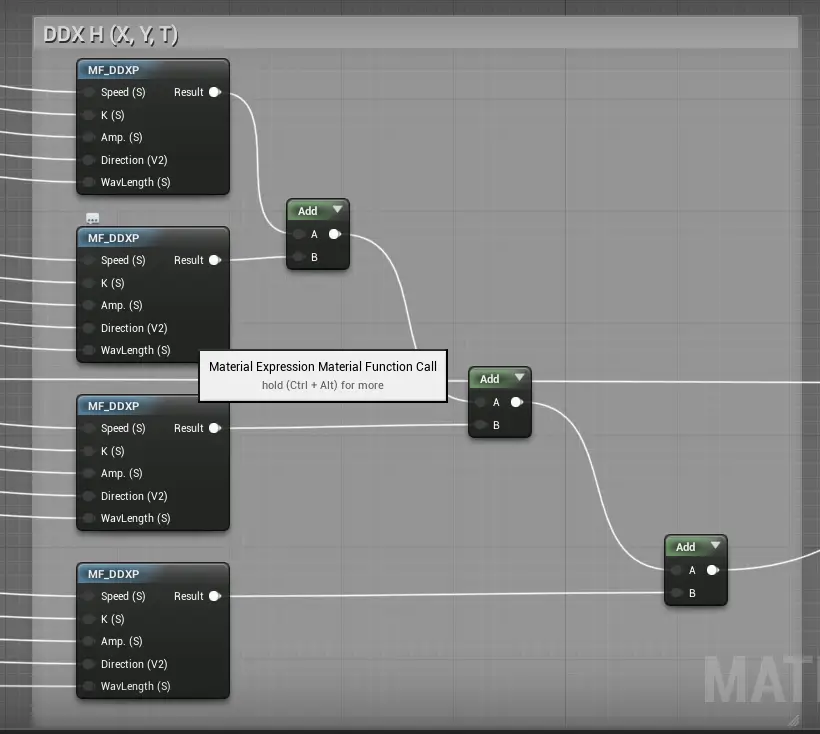 DDX H (X, Y, T)
MF_DDXP
Speed (S) Result
K (S)
Amp. (S)
Direction (V2)
WavLength (S)
Add
A
B
MF_DDXP
Speed (S) Result
K (S)
Amp. (S)
Direction (V2)
WavLength (S)
Material Expression Material Function Call
hold (Ctrl + Alt) for more
Add
A
B
MF_DDXP
Speed (S) Result
K (S)
Amp. (S)
Direction (V2)
WavLength (S)
Add
A
B
MF_DDXP
Speed (S) Result
K (S)
Amp. (S)
Direction (V2)
WavLength (S)